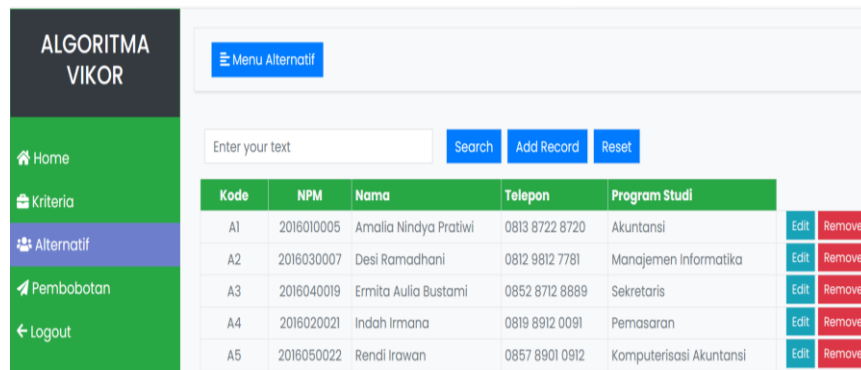 ALGORITMA
VIKOR
Menu Alternatif
Home
Kriteria
Alternatif
Pembobotan
Logout
Enter your text Search Add Record Reset
Kode NPM Nama Telepon Program Studi
A1 2016010005 Amalia Nindya Pratiwi 0813 8722 8720 Akuntansi Edit Remove
A2 2016030007 Desi Ramadhani 0812 9812 7781 Manajemen Informatika Edit Remove
A3 2016040019 Ermita Aulia Bustami 0852 8712 8889 Sekretaris Edit Remove
A4 2016020021 Indah Irmana 0819 8912 0091 Pemasaran Edit Remove
A5 2016050022 Rendi Irawan 0857 8901 0912 Komputerisasi Akuntansi Edit Remove